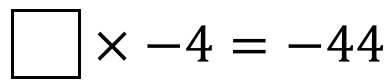 □ × −4 = −44